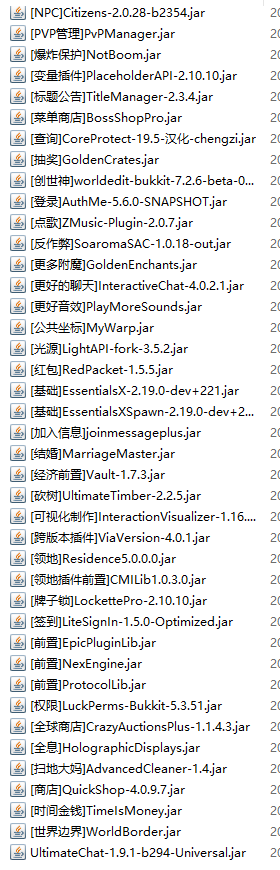 [NPC]Citizens-2.0.28-b2354.jar
[PVP管理]PvPManager.jar
[爆炸保护]NotBoom.jar
[变量插件]PlaceholderAPI-2.10.10.jar
[标题公告]TitleManager-2.3.4.jar
[菜单商店]BossShopPro.jar
[查询]CoreProtect-19.5-汉化-chengzi.jar
[抽奖]GoldenCrates.jar
[创世神]worldedit-bukkit-7.2.6-beta-0...
[登录]AuthMe-5.6.0-SNAPSHOT.jar
[点歌]ZMusic-Plugin-2.0.7.jar
[反作弊]SoaromaSAC-1.0.18-out.jar
[更多附魔]GoldenEnchants.jar
[更好的聊天]InteractiveChat-4.0.2.1.jar
[更好音效]PlayMoreSounds.jar
[公共坐标]MyWarp.jar
[光源]LightAPI-fork-3.5.2.jar
[红包]RedPacket-1.5.5.jar
[基础]EssentialsX-2.19.0-dev+221.jar
[基础]EssentialsXSpawn-2.19.0-dev+2...
[加入信息]joinmessageplus.jar
[结婚]MarriageMaster.jar
[经济前置]Vault-1.7.3.jar
[砍树]UltimateTimber-2.2.5.jar
[可视化制作]InteractionVisualizer-1.16....
[跨版本插件]ViaVersion-4.0.1.jar
[领地]Residence5.0.0.0.jar
[领地插件前置]CMILib1.0.3.0.jar
[牌子锁]LockettePro-2.10.10.jar
[签到]LiteSignIn-1.5.0-Optimized.jar
[前置]EpicPluginLib.jar
[前置]NexEngine.jar
[前置]ProtocolLib.jar
[权限]LuckPerms-Bukkit-5.3.51.jar
[全球商店]CrazyAuctionsPlus-1.1.4.3.jar
[全息]HolographicDisplays.jar
[扫地大妈]AdvancedCleaner-1.4.jar
[商店]QuickShop-4.0.9.7.jar
[时间金钱]TimeIsMoney.jar
[世界边界]WorldBorder.jar
UltimateChat-1.9.1-b294-Universal.jar